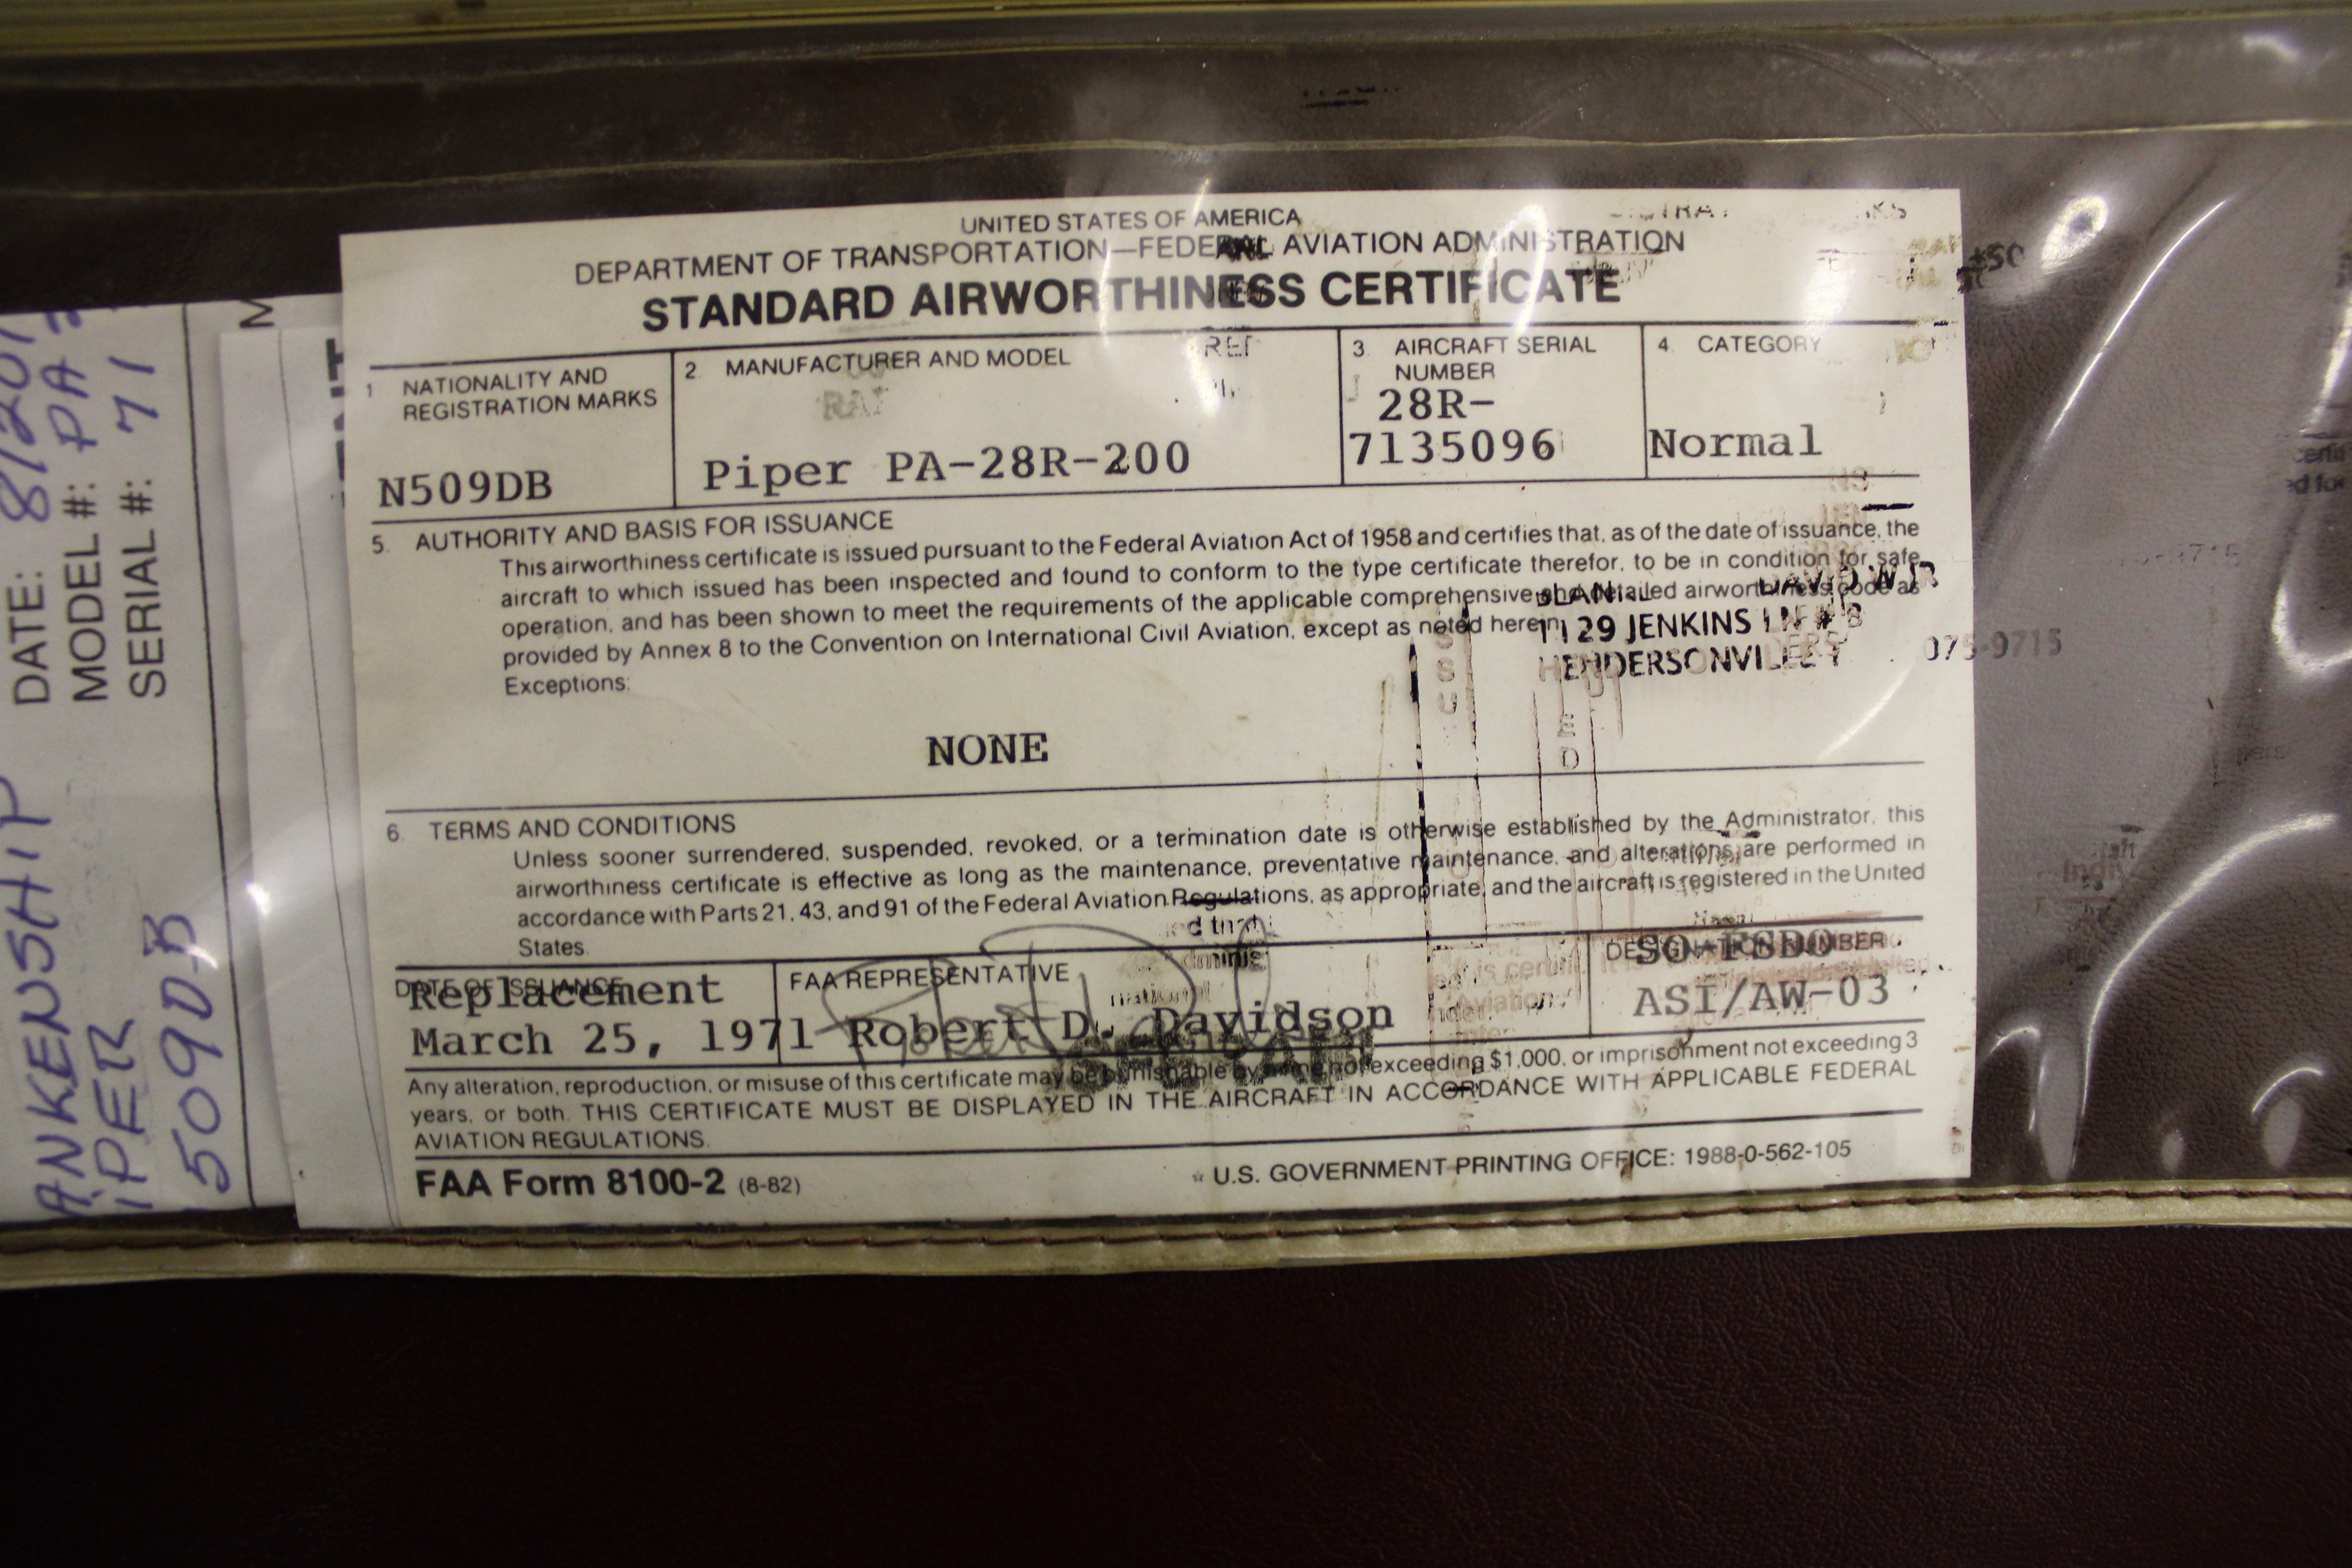 UNITED STATES OF AMERICA
DEPARTMENT OF TRANSPORTATION—FEDERAL AVIATION ADMINISTRATION
STANDARD AIRWORTHINESS CERTIFICATE
1 NATIONALITY AND
REGISTRATION MARKS
N509DB
2 MANUFACTURER AND MODEL
Piper PA-28R-200
3 AIRCRAFT SERIAL
NUMBER
28R-
7135096
4. CATEGORY
Normal
5. AUTHORITY AND BASIS FOR ISSUANCE
This airworthiness certificate is issued pursuant to the Federal Aviation Act of 1958 and certifies that, as of the date of issuance, the
aircraft to which issued has been inspected and found to conform to the type certificate therefor, to be in condition for safe
operation, and has been shown to meet the requirements of the applicable comprehensive and detailed airworthiness code as
provided by Annex 8 to the Convention on International Civil Aviation, except as noted herein.
Exceptions:
NONE
DAVID W JR
1129 JENKINS LN # B
HENDERSONVILLE
075-9715
6. TERMS AND CONDITIONS
Unless sooner surrendered, suspended, revoked, or a termination date is otherwise established by the Administrator, this
airworthiness certificate is effective as long as the maintenance, preventative maintenance, and alterations are performed in
accordance with Parts 21, 43, and 91 of the Federal Aviation Regulations, as appropriate, and the aircraft is registered in the United
States
DATE OF ISSUANCE
Replacement
March 25, 1971
FAA REPRESENTATIVE
Robert D. Davidson
DESIGNATION NUMBER
SO-FSDO
ASI/AW-03
Any alteration, reproduction, or misuse of this certificate may be punishable by a fine not exceeding $1,000, or imprisonment not exceeding 3
years, or both. THIS CERTIFICATE MUST BE DISPLAYED IN THE AIRCRAFT IN ACCORDANCE WITH APPLICABLE FEDERAL
AVIATION REGULATIONS.
FAA Form 8100-2 (8-82)
☆ U.S. GOVERNMENT PRINTING OFFICE: 1988-0-562-105
ANKENSHIP DATE: 8/2
IPER MODEL #: PA
509DB SERIAL #: 71